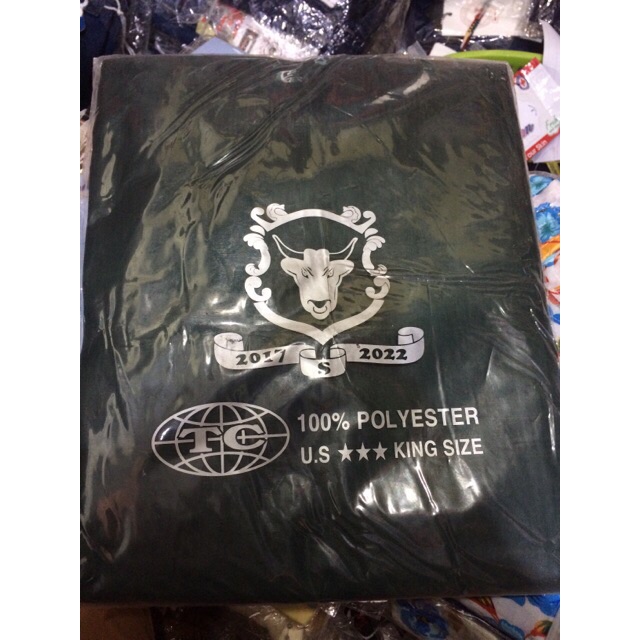 2017 S 2022
TC
100% POLYESTER
U.S ★★★ KING SIZE